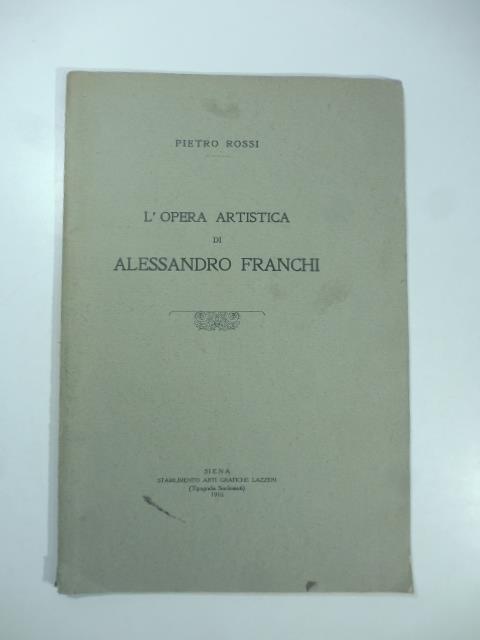 PIETRO ROSSI
L'OPERA ARTISTICA
DI
ALESSANDRO FRANCHI
SIENA
STABILIMENTO ARTI GRAFICHE LAZZERI
(Tipografia Sordomuti)